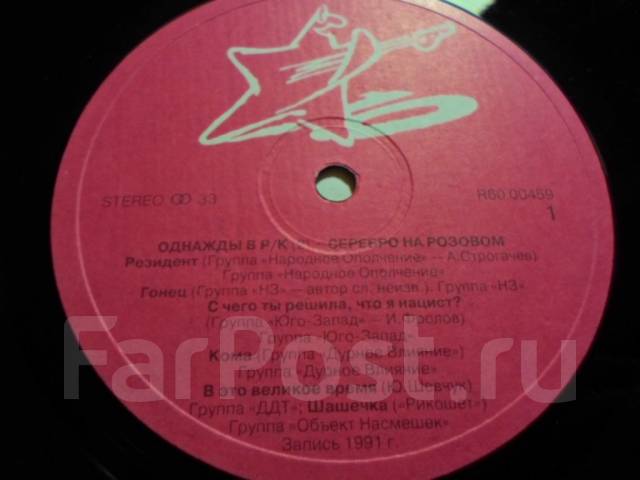 STEREO 33
R60 00459
1
ОДНАЖДЫ В Р/К (2) - СЕРЕБРО НА РОЗОВОМ
Резидент (Группа «Народное Ополчение» — А.Строгачев)
Группа «Народное Ополчение»
Гонец (Группа «НЗ» — автор сл. неизв.). Группа «НЗ»
С чего ты решила, что я нацист?
(Группа «Юго-Запад» — И.Фролов)
Группа «Юго-Запад»
Кома (Группа «Дурное Влияние»)
Группа «Дурное Влияние»
В это великое время (Ю.Шевчук)
Группа «ДДТ»; Шашечка («Рикошет»)
Группа «Объект Насмешек»
Запись 1991 г.
FarPost.ru